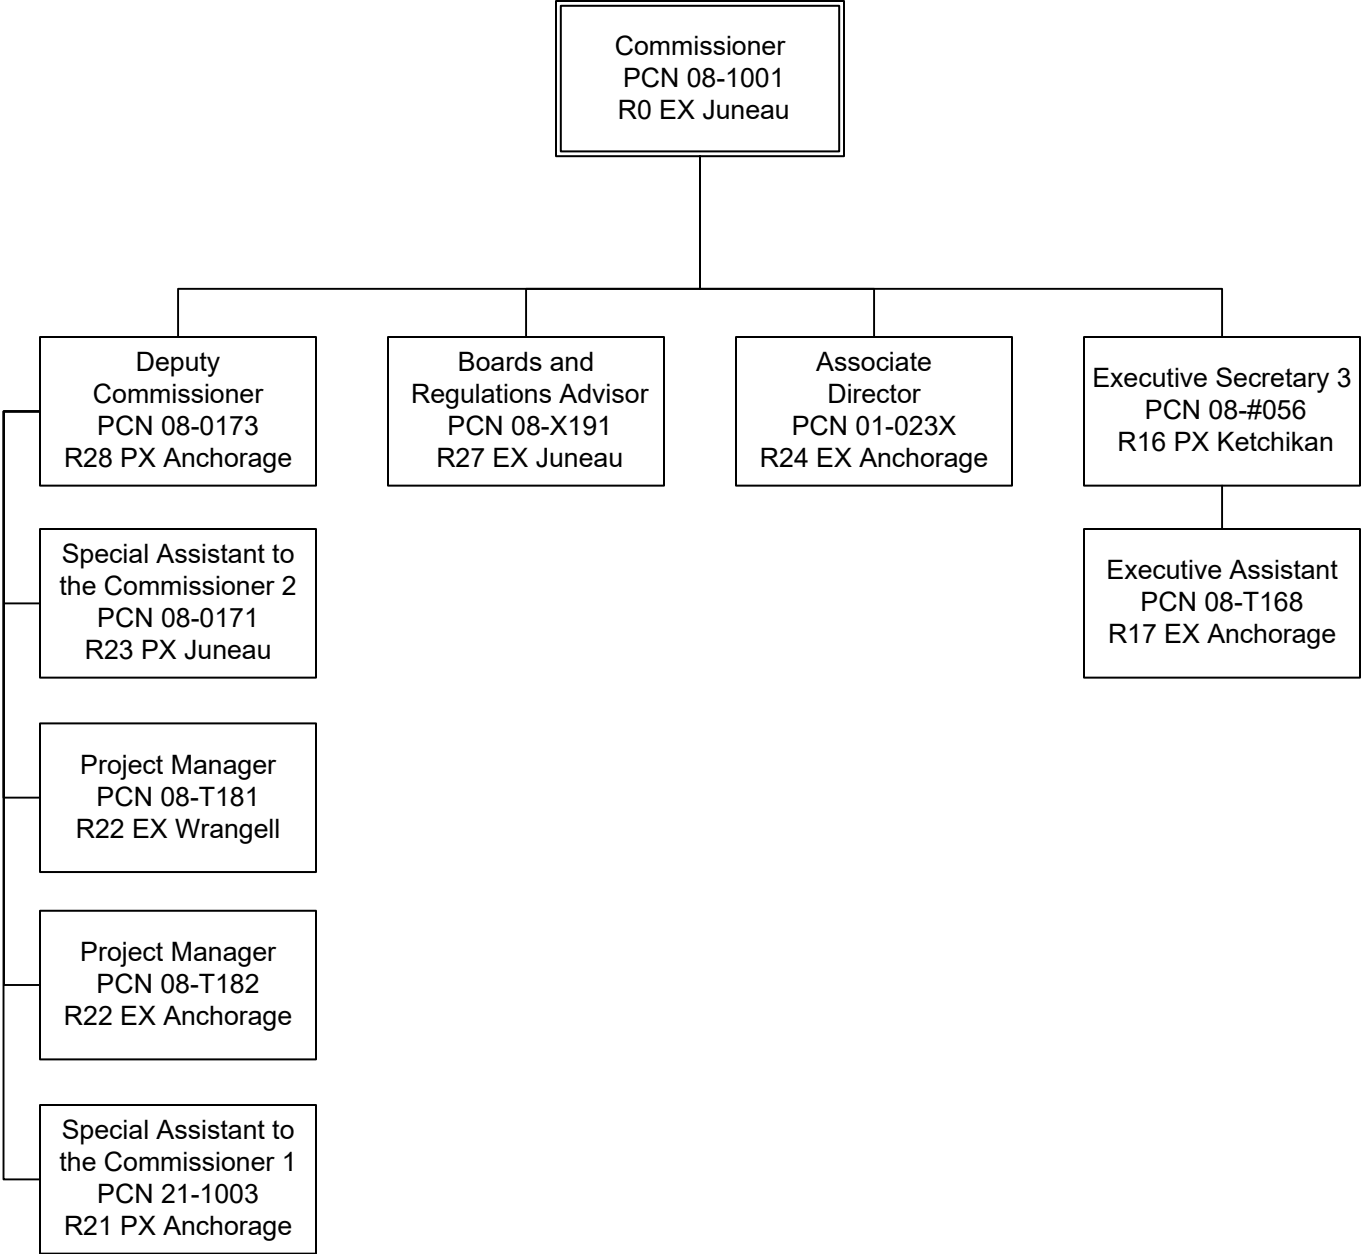 Commissioner
PCN 08-1001
R0 EX Juneau
Deputy
Commissioner
PCN 08-0173
R28 PX Anchorage
Boards and
Regulations Advisor
PCN 08-X191
R27 EX Juneau
Associate
Director
PCN 01-023X
R24 EX Anchorage
Executive Secretary 3
PCN 08-#056
R16 PX Ketchikan
Special Assistant to
the Commissioner 2
PCN 08-0171
R23 PX Juneau
Executive Assistant
PCN 08-T168
R17 EX Anchorage
Project Manager
PCN 08-T181
R22 EX Wrangell
Project Manager
PCN 08-T182
R22 EX Anchorage
Special Assistant to
the Commissioner 1
PCN 21-1003
R21 PX Anchorage